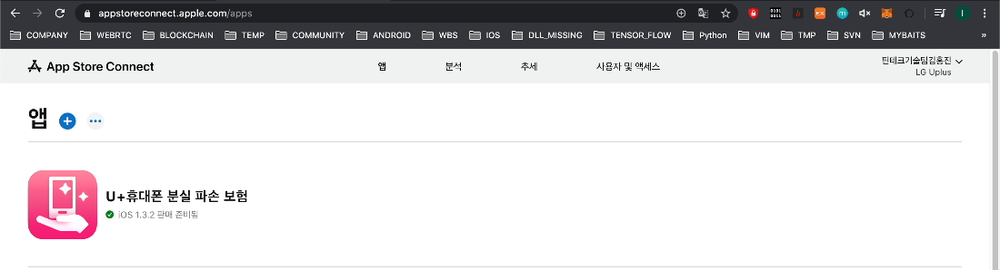 appstoreconnect.apple.com/apps
COMPANY WEBRTC BLOCKCHAIN TEMP COMMUNITY ANDROID WBS IOS DLL_MISSING TENSOR_FLOW Python VIM TMP SVN MYBAITS »
App Store Connect 앱 분석 추세 사용자 및 액세스 핀테크기술팀김홍진
LG Uplus
앱
U+휴대폰 분실 파손 보험
iOS 1.3.2 판매 준비됨